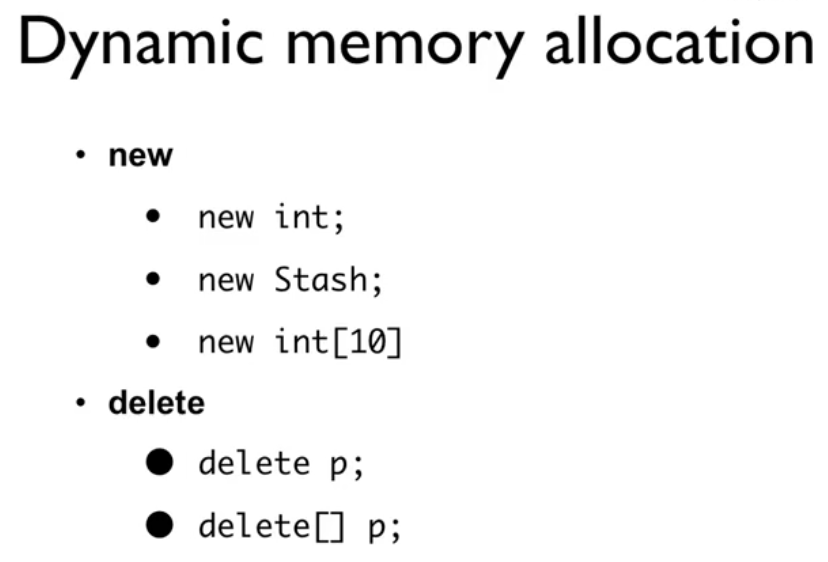 Dynamic memory allocation
• new
• new int;
• new Stash;
• new int[10]
• delete
• delete p;
• delete[] p;